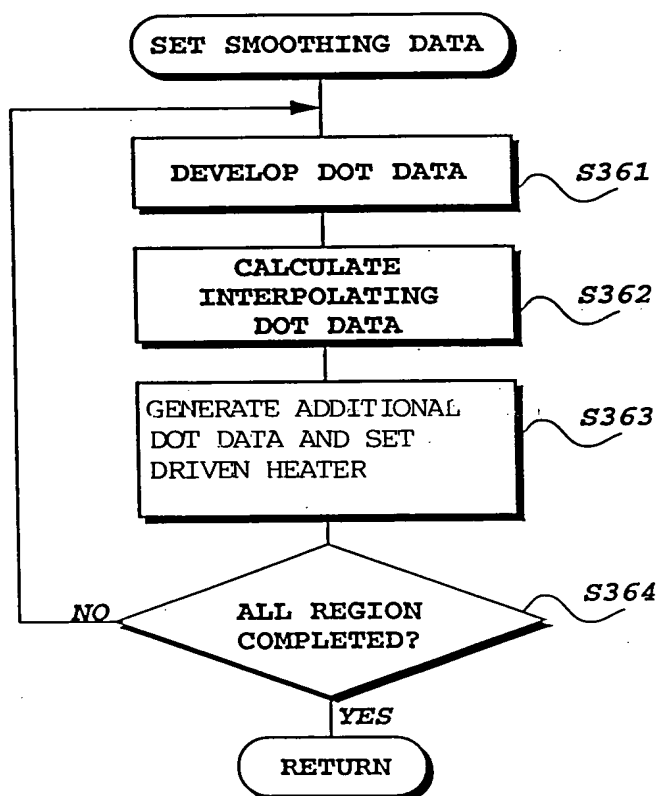 SET SMOOTHING DATA
DEVELOP DOT DATA
S361
CALCULATE
INTERPOLATING
DOT DATA
S362
GENERATE ADDITIONAL
DOT DATA AND SET
DRIVEN HEATER
S363
ALL REGION
COMPLETED?
S364
NO
YES
RETURN